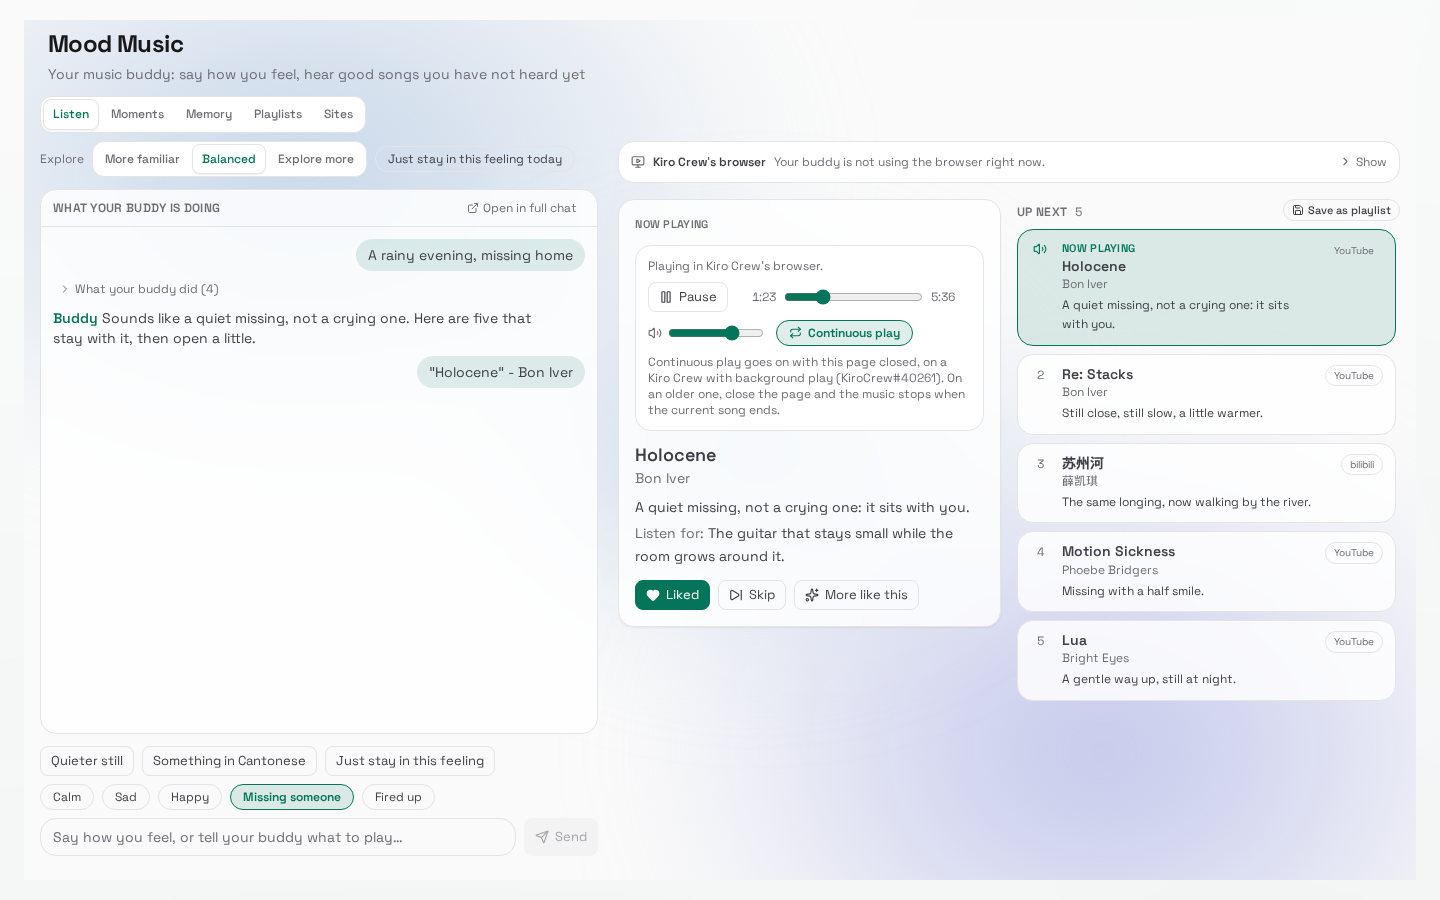 Mood Music
Your music buddy: say how you feel, hear good songs you have not heard yet
Listen
Moments
Memory
Playlists
Sites
Explore
More familiar
Balanced
Explore more
Just stay in this feeling today
WHAT YOUR BUDDY IS DOING
Open in full chat
A rainy evening, missing home
What your buddy did (4)
Buddy Sounds like a quiet missing, not a crying one. Here are five that
stay with it, then open a little.
"Holocene" - Bon Iver
Quieter still
Something in Cantonese
Just stay in this feeling
Calm
Sad
Happy
Missing someone
Fired up
Say how you feel, or tell your buddy what to play...
Send
Kiro Crew's browser Your buddy is not using the browser right now.
Show
NOW PLAYING
Playing in Kiro Crew's browser.
Pause
1:23
5:36
Continuous play
Continuous play goes on with this page closed, on a
Kiro Crew with background play (KiroCrew#40261). On
an older one, close the page and the music stops when
the current song ends.
Holocene
Bon Iver
A quiet missing, not a crying one: it sits with you.
Listen for: The guitar that stays small while the
room grows around it.
Liked
Skip
More like this
UP NEXT 5
Save as playlist
NOW PLAYING
YouTube
Holocene
Bon Iver
A quiet missing, not a crying one: it sits
with you.
2
Re: Stacks
YouTube
Bon Iver
Still close, still slow, a little warmer.
3
苏州河
bilibili
薛凯琪
The same longing, now walking by the river.
4
Motion Sickness
YouTube
Phoebe Bridgers
Missing with a half smile.
5
Lua
YouTube
Bright Eyes
A gentle way up, still at night.